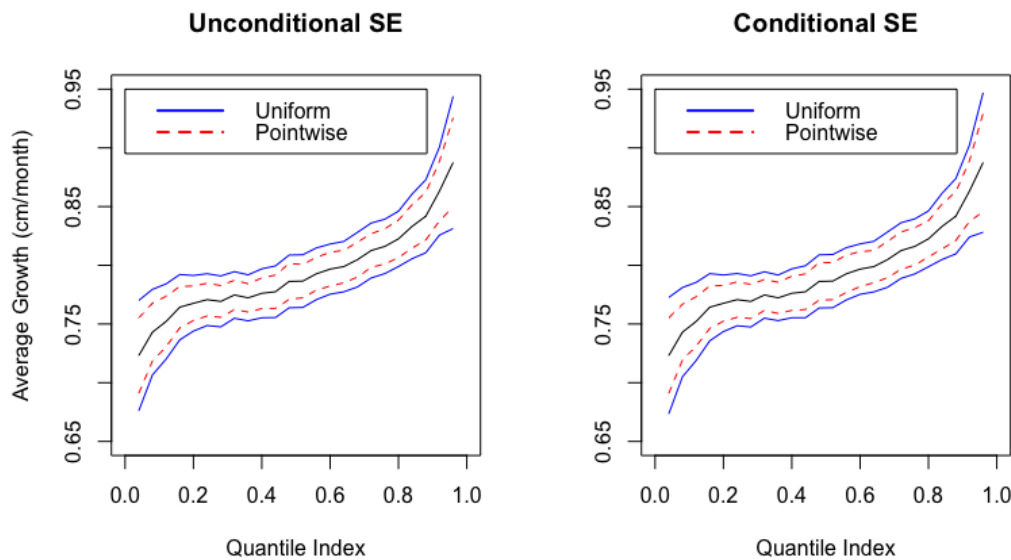 Unconditional SE
Average Growth (cm/month)
0.95
0.85
0.75
0.65
Uniform
Pointwise
0.0 0.2 0.4 0.6 0.8 1.0
Quantile Index
Conditional SE
0.95
0.85
0.75
0.65
Uniform
Pointwise
0.0 0.2 0.4 0.6 0.8 1.0
Quantile Index